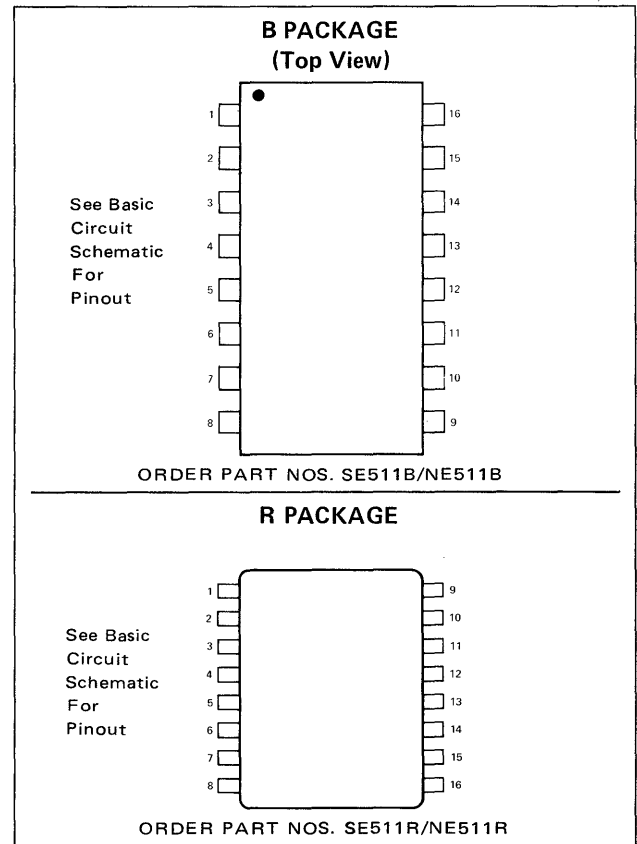 B PACKAGE
(Top View)
1 16
2 15
See Basic
Circuit
Schematic
For
Pinout
3 14
4 13
5 12
6 11
7 10
8 9
ORDER PART NOS. SE511B/NE511B
R PACKAGE
1 9
2 10
See Basic
Circuit
Schematic
For
Pinout
3 11
4 12
5 13
6 14
7 15
8 16
ORDER PART NOS. SE511R/NE511R